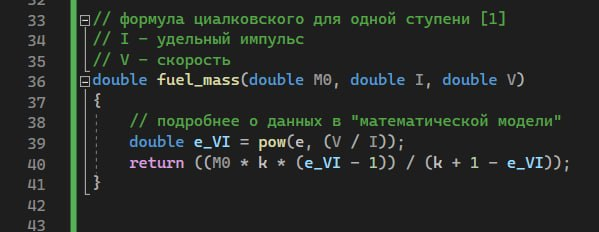 33 // формула циалковского для одной ступени [1]
34 // I - удельный импульс
35 // V - скорость
36 double fuel_mass(double M0, double I, double V)
37 {
38 // подробнее о данных в "математической модели"
39 double e_VI = pow(e, (V / I));
40 return ((M0 * k * (e_VI - 1)) / (k + 1 - e_VI));
41 }
42
43